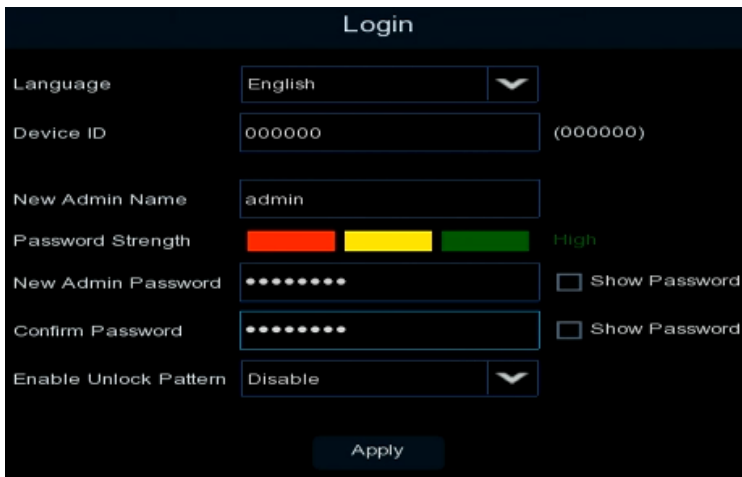 Login
Language English
Device ID 000000 (000000)
New Admin Name admin
Password Strength High
New Admin Password •••••••• Show Password
Confirm Password •••••••• Show Password
Enable Unlock Pattern Disable
Apply